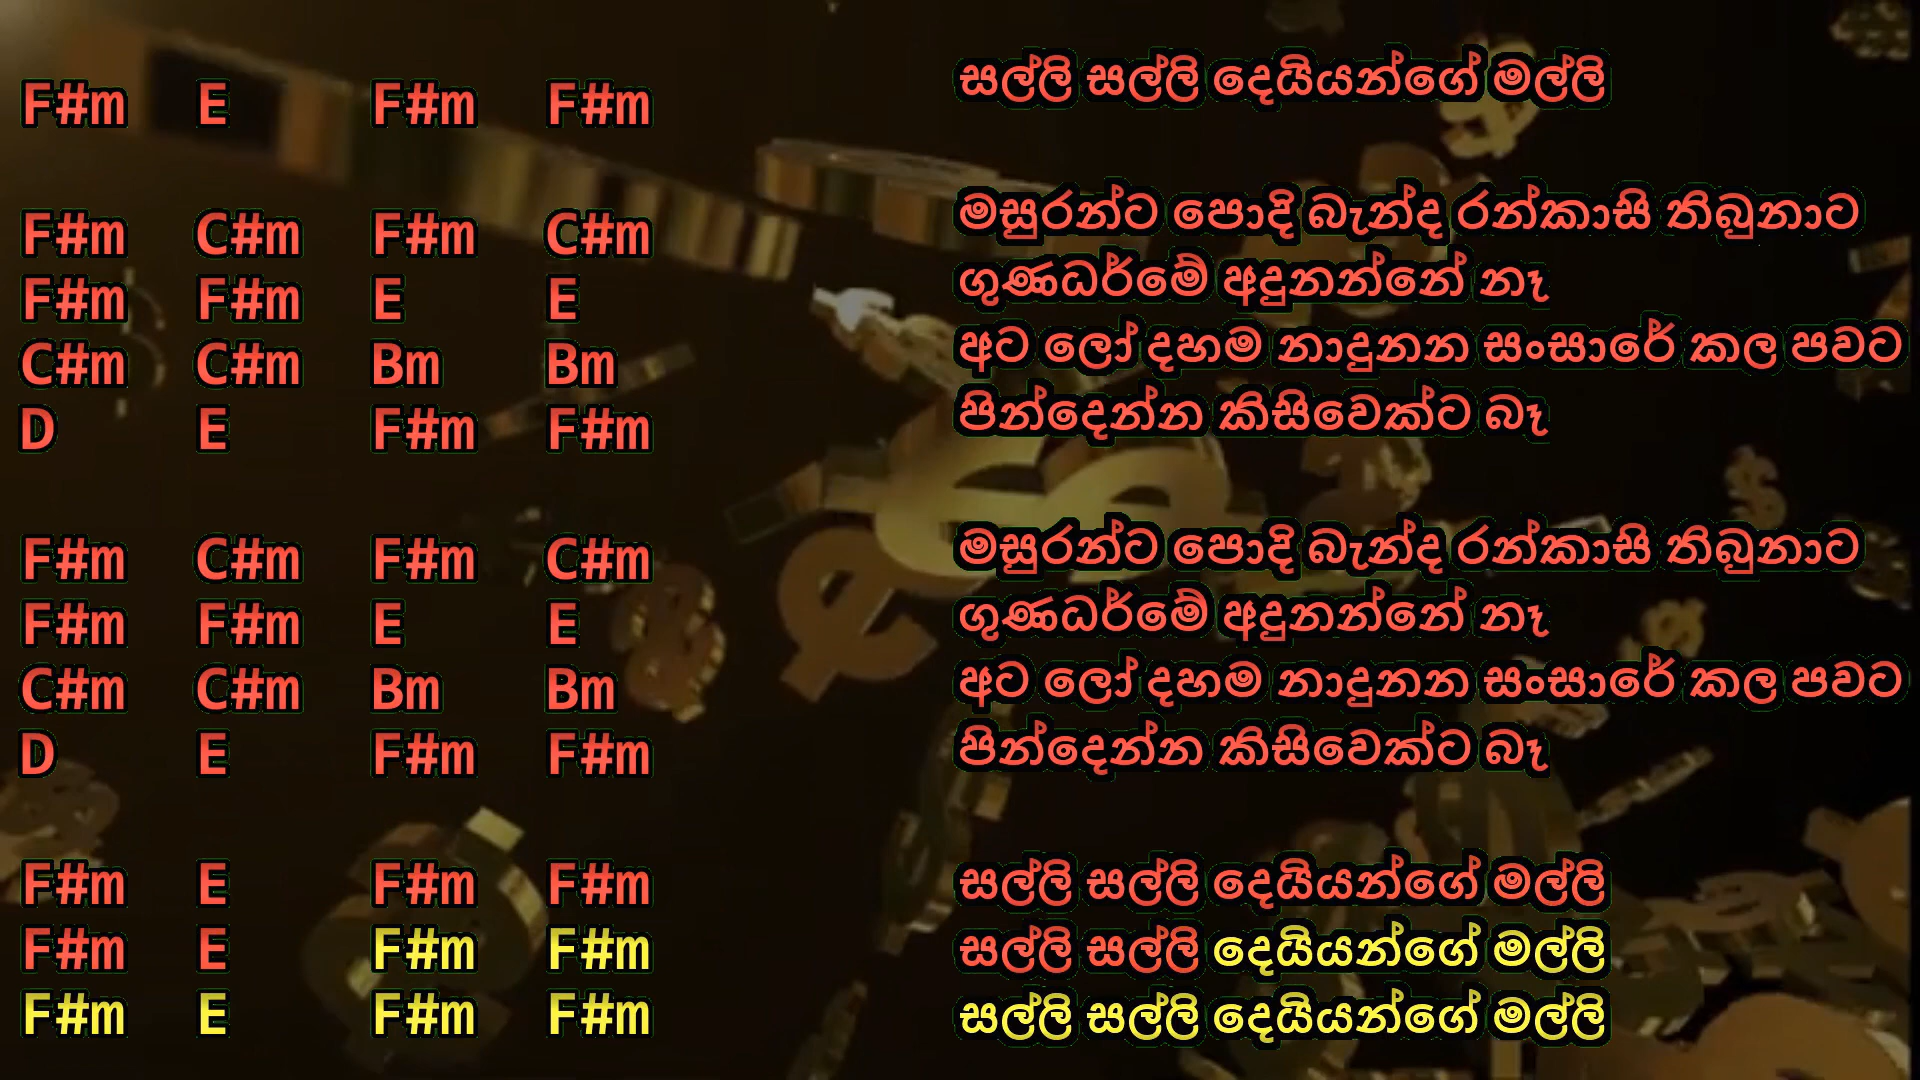 F#m E F#m F#m සල්ලි සල්ලි දෙයියන්ගේ මල්ලි
F#m C#m F#m C#m මසුරන්ට පොදි බැන්ද රන්කාසි තිබුනාට
F#m F#m E E ගුණධර්මේ අදුනන්නේ නෑ
C#m C#m Bm Bm අට ලෝ දහම නාදුනන සංසාරේ කල පවට
D E F#m F#m පින්දෙන්න කිසිවෙක්ට බෑ
F#m C#m F#m C#m මසුරන්ට පොදි බැන්ද රන්කාසි තිබුනාට
F#m F#m E E ගුණධර්මේ අදුනන්නේ නෑ
C#m C#m Bm Bm අට ලෝ දහම නාදුනන සංසාරේ කල පවට
D E F#m F#m පින්දෙන්න කිසිවෙක්ට බෑ
F#m E F#m F#m සල්ලි සල්ලි දෙයියන්ගේ මල්ලි
F#m E F#m F#m සල්ලි සල්ලි දෙයියන්ගේ මල්ලි
F#m E F#m F#m සල්ලි සල්ලි දෙයියන්ගේ මල්ලි